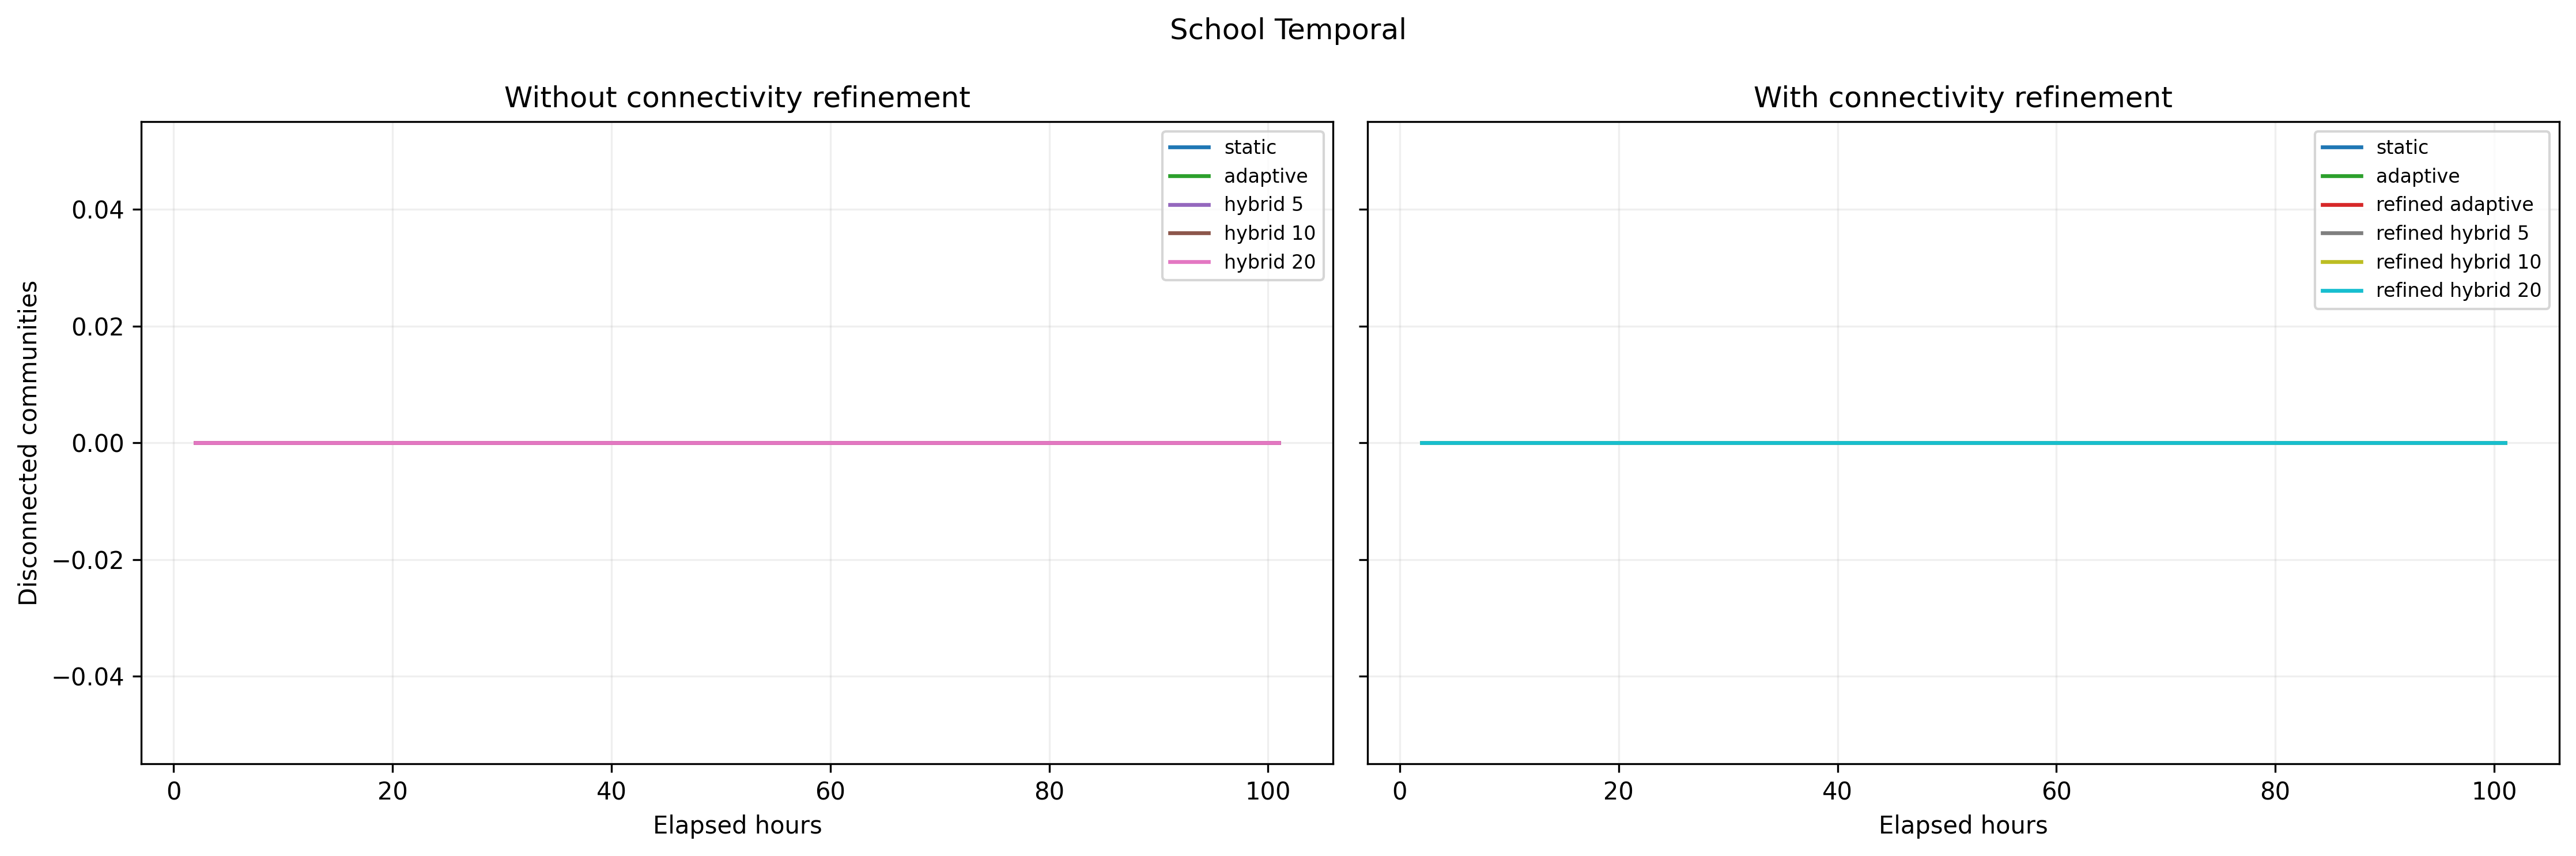 School Temporal
Without connectivity refinement
static
adaptive
hybrid 5
hybrid 10
hybrid 20
0.04
0.02
0.00
−0.02
−0.04
Disconnected communities
0 20 40 60 80 100
Elapsed hours
With connectivity refinement
static
adaptive
refined adaptive
refined hybrid 5
refined hybrid 10
refined hybrid 20
0 20 40 60 80 100
Elapsed hours